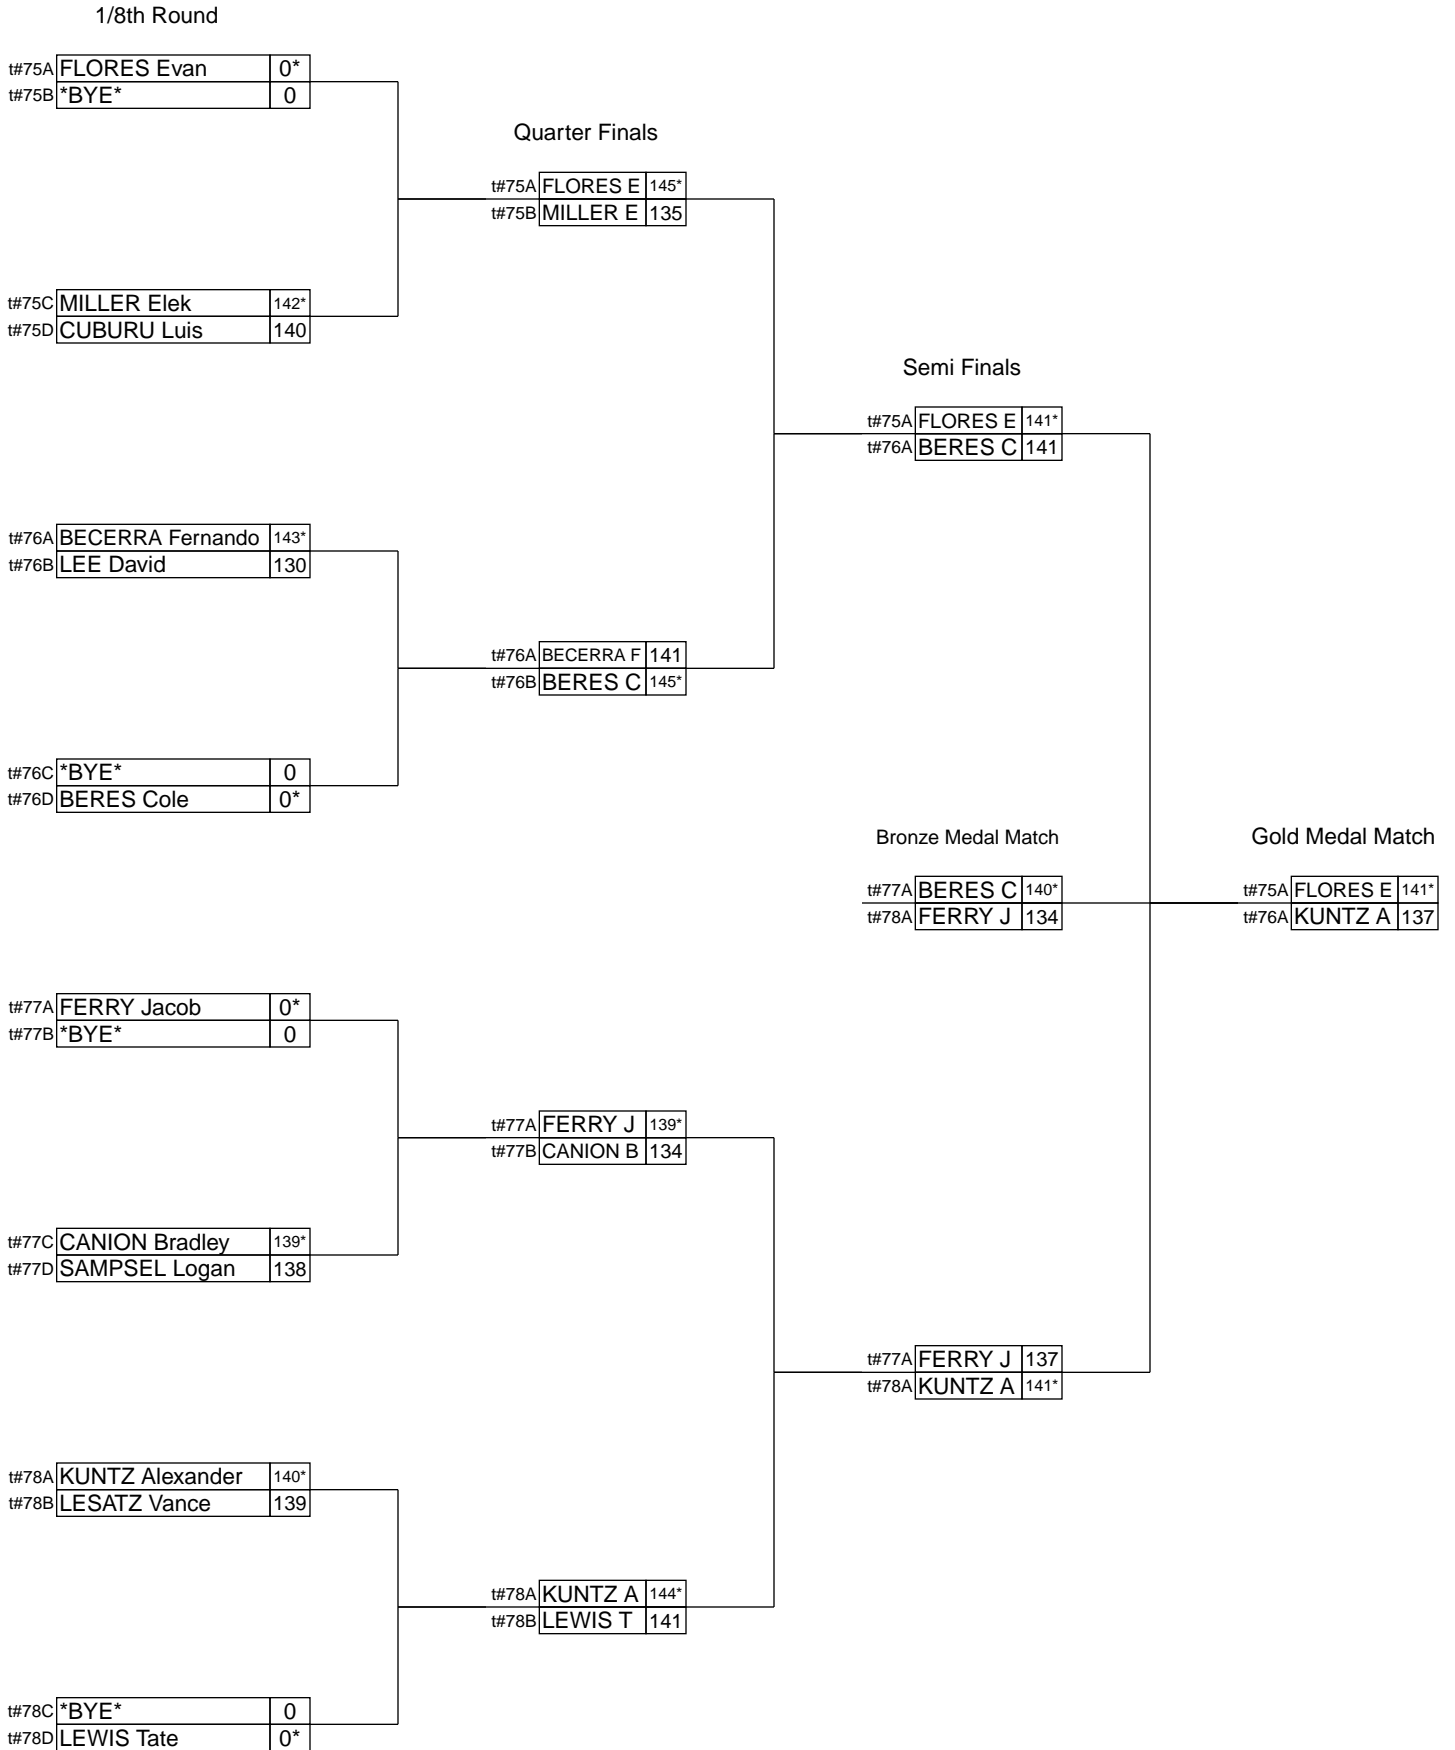 1/8th Round
t#75A FLORES Evan 0*
t#75B *BYE* 0
t#75C MILLER Elek 142*
t#75D CUBURU Luis 140
t#76A BECERRA Fernando 143*
t#76B LEE David 130
t#76C *BYE* 0
t#76D BERES Cole 0*
t#77A FERRY Jacob 0*
t#77B *BYE* 0
t#77C CANION Bradley 139*
t#77D SAMPSEL Logan 138
t#78A KUNTZ Alexander 140*
t#78B LESATZ Vance 139
t#78C *BYE* 0
t#78D LEWIS Tate 0*
Quarter Finals
t#75A FLORES E 145*
t#75B MILLER E 135
t#76A BECERRA F 141
t#76B BERES C 145*
t#77A FERRY J 139*
t#77B CANION B 134
t#78A KUNTZ A 144*
t#78B LEWIS T 141
Semi Finals
t#75A FLORES E 141*
t#76A BERES C 141
t#77A FERRY J 137
t#78A KUNTZ A 141*
Bronze Medal Match
t#77A BERES C 140*
t#78A FERRY J 134
Gold Medal Match
t#75A FLORES E 141*
t#76A KUNTZ A 137